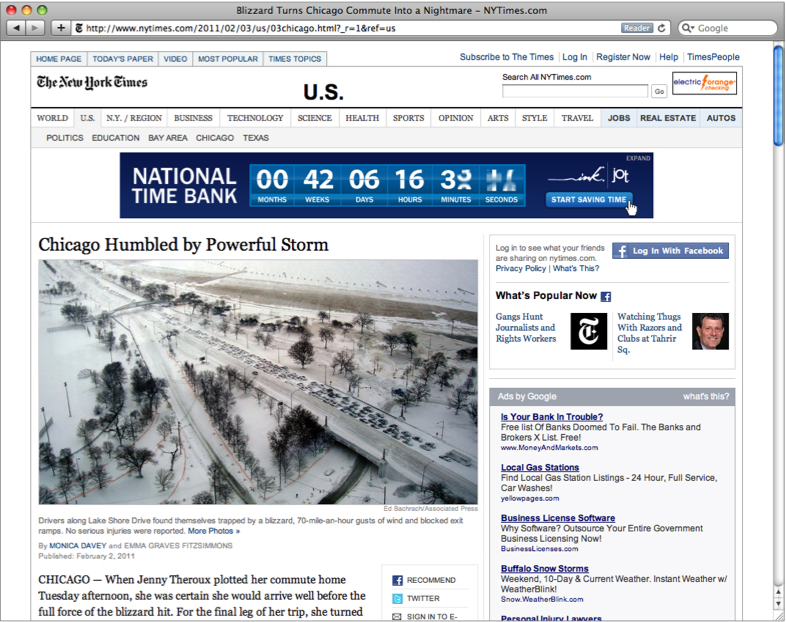 Blizzard Turns Chicago Commute Into a Nightmare – NYTimes.com
http://www.nytimes.com/2011/02/03/us/03chicago.html?_r=1&ref=us
Reader
Google
HOME PAGE TODAY'S PAPER VIDEO MOST POPULAR TIMES TOPICS
Subscribe to The Times Log In Register Now Help TimesPeople
The New York Times
U.S.
Search All NYTimes.com
Go
electric orange
checking
WORLD U.S. N.Y. / REGION BUSINESS TECHNOLOGY SCIENCE HEALTH SPORTS OPINION ARTS STYLE TRAVEL JOBS REAL ESTATE AUTOS
POLITICS EDUCATION BAY AREA CHICAGO TEXAS
EXPAND
NATIONAL
TIME BANK
00 42 06 16
MONTHS WEEKS DAYS HOURS MINUTES SECONDS
ink. jot
START SAVING TIME
Chicago Humbled by Powerful Storm
Ed Bachrach/Associated Press
Drivers along Lake Shore Drive found themselves trapped by a blizzard, 70-mile-an-hour gusts of wind and blocked exit
ramps. No serious injuries were reported. More Photos »
By MONICA DAVEY and EMMA GRAVES FITZSIMMONS
Published: February 2, 2011
CHICAGO — When Jenny Theroux plotted her commute home
Tuesday afternoon, she was certain she would arrive well before the
full force of the blizzard hit. For the final leg of her trip, she turned
RECOMMEND
TWITTER
SIGN IN TO E-
Log in to see what your friends
are sharing on nytimes.com.
Privacy Policy | What's This?
Log In With Facebook
What's Popular Now
Gangs Hunt
Journalists and
Rights Workers
Watching Thugs
With Razors and
Clubs at Tahrir
Sq.
Ads by Google what's this?
Is Your Bank In Trouble?
Free list Of Banks Doomed To Fail. The Banks and
Brokers X List. Free!
www.MoneyAndMarkets.com
Local Gas Stations
Find Local Gas Station Listings - 24 Hour, Full Service,
Car Washes!
yellowpages.com
Business License Software
Why Software? Outsource Your Entire Government
Business Licensing Now!
BusinessLicenses.com
Buffalo Snow Storms
Weekend, 10-Day & Current Weather. Instant Weather w/
WeatherBlink!
Snow.WeatherBlink.com
Personal Injury Lawyers